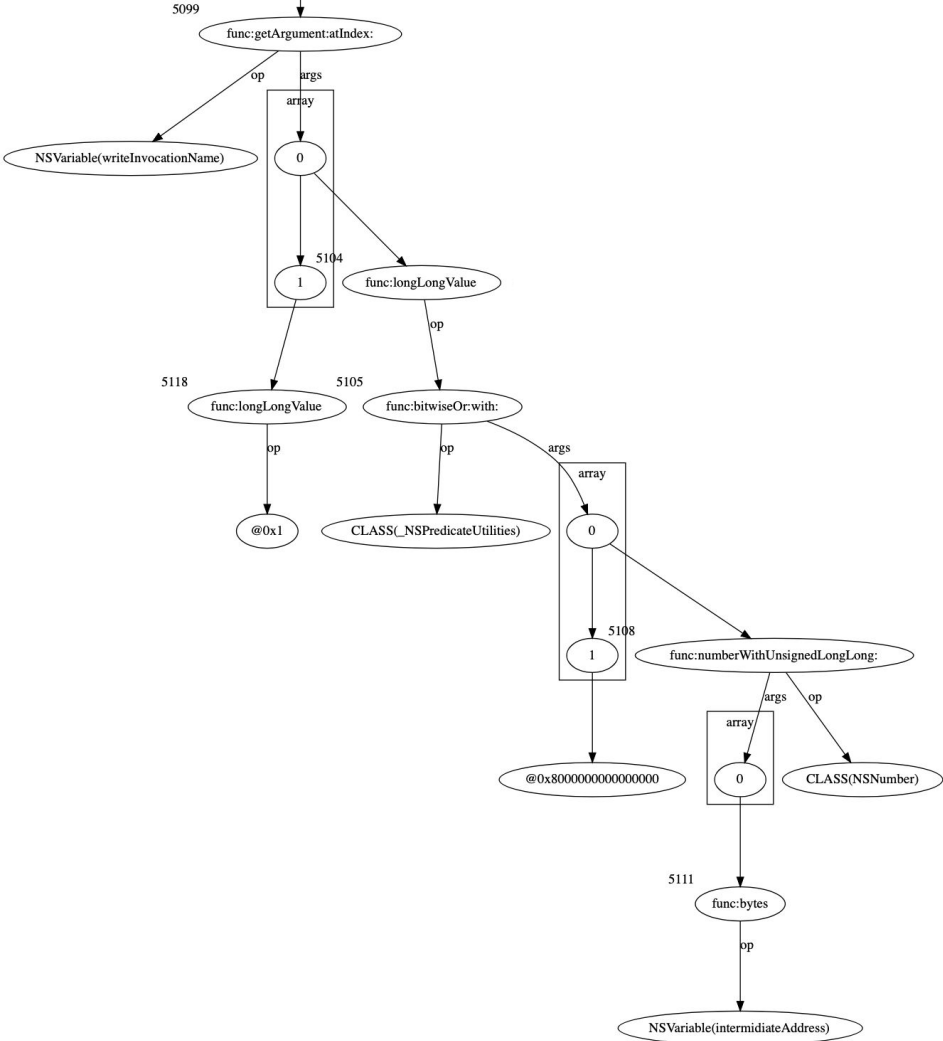 5099
func:getArgument:atIndex:
op
args
array
NSVariable(writeInvocationName)
0
5104
1
func:longLongValue
op
5118
5105
func:longLongValue
func:bitwiseOr:with:
op
op
args
array
@0x1
CLASS(_NSPredicateUtilities)
0
5108
1
func:numberWithUnsignedLongLong:
args
op
array
@0x8000000000000000
0
CLASS(NSNumber)
5111
func:bytes
op
NSVariable(intermidiateAddress)